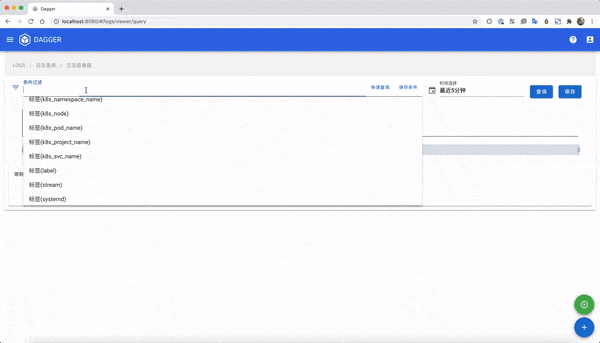 Dagger
localhost:8080/#/logs/viewer/query
DAGGER
LOGS / 日志查询 / 日志查看器
条件过滤
快速查询 保存条件
时间选择
最近5分钟
查询 保存
标签(k8s_namespace_name)
标签(k8s_node)
标签(k8s_pod_name)
标签(k8s_project_name)
标签(k8s_svc_name)
标签(label)
标签(stream)
标签(systemd)